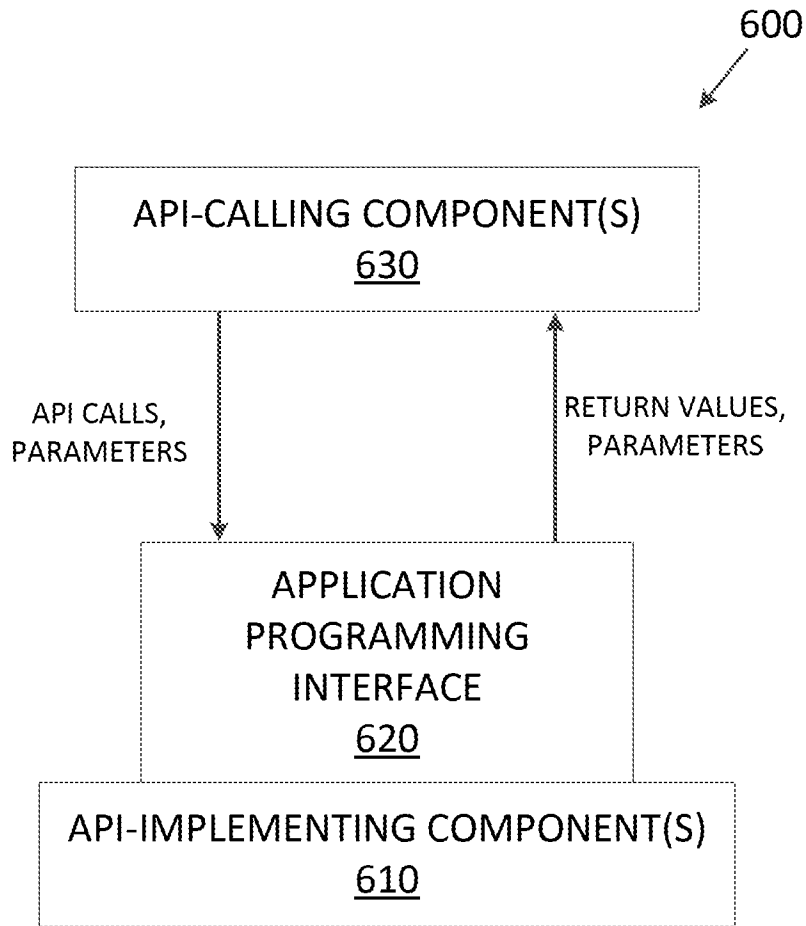 600
API-CALLING COMPONENT(S)
630
API CALLS,
PARAMETERS
RETURN VALUES,
PARAMETERS
APPLICATION
PROGRAMMING
INTERFACE
620
API-IMPLEMENTING COMPONENT(S)
610